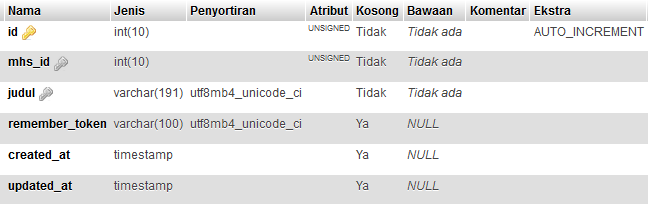 Nama Jenis Penyortiran Atribut Kosong Bawaan Komentar Ekstra
id int(10) UNSIGNED Tidak Tidak ada AUTO_INCREMENT
mhs_id int(10) UNSIGNED Tidak Tidak ada
judul varchar(191) utf8mb4_unicode_ci Tidak Tidak ada
remember_token varchar(100) utf8mb4_unicode_ci Ya NULL
created_at timestamp Ya NULL
updated_at timestamp Ya NULL